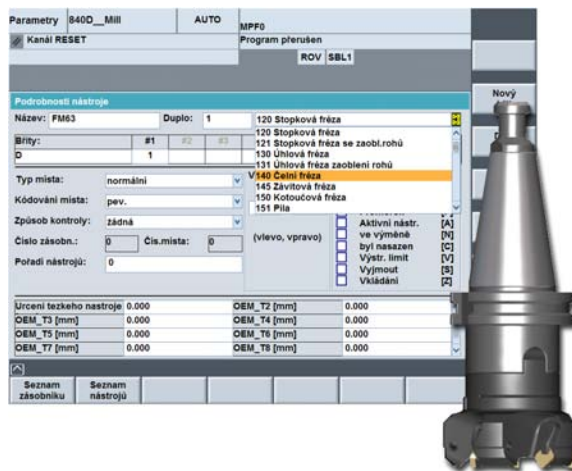 Parametry 840D__Mill AUTO MPF0
Kanál RESET Program přerušen
ROV SBL1
Nový
Podrobnosti nástroje
Název: FM63 Duplo: 1 120 Stopková fréza
120 Stopková fréza
Břity: #1 #2 #3 121 Stopková fréza se zaobl.rohů
D 1 130 Úhlová fréza
131 Úhlová fréza zaoblení rohů
140 Čelní fréza
145 Závitová fréza
150 Kotoučová fréza
151 Pila
Typ místa: normální
Kódování místa: pev.
Způsob kontroly: žádná
(vlevo, vpravo)
Číslo zásobn.: 0 Čís.místa: 0
Pořadí nástrojů: 0
Aktivní nástr. [A]
ve výměně [N]
byl nasazen [C]
Výstr. limit [V]
Vyjmout [S]
Vkládání [Z]
Urceni tezkeho nastroje 0.000 OEM_T2 [mm] 0.000
OEM_T3 [mm] 0.000 OEM_T4 [mm] 0.000
OEM_T5 [mm] 0.000 OEM_T6 [mm] 0.000
OEM_T7 [mm] 0.000 OEM_T8 [mm] 0.000
Seznam zásobníku
Seznam nástrojů